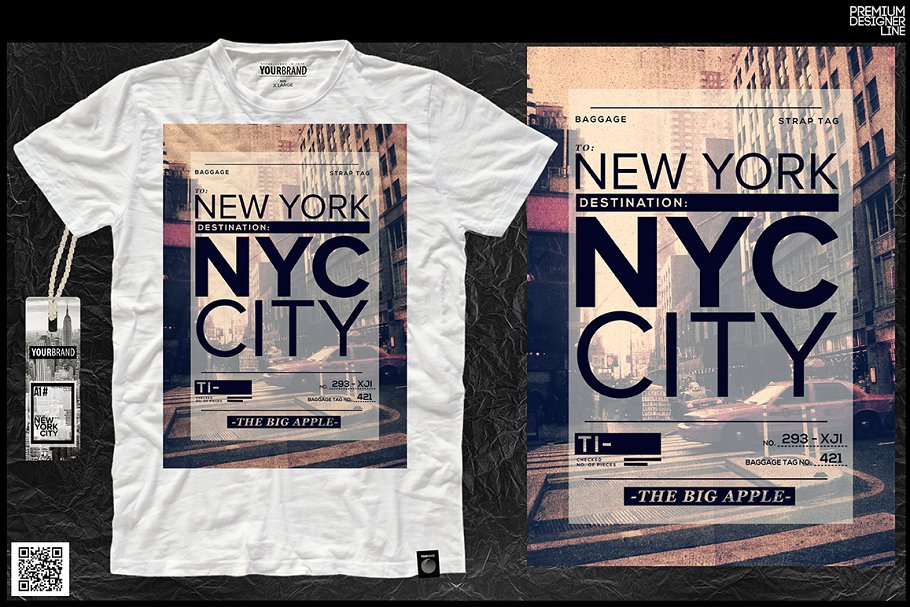 PREMIUM
DESIGNER
LINE
YOURBRAND
X LARGE
BAGGAGE STRAP TAG
TO:
NEW YORK
DESTINATION:
NYC
CITY
TI-
CHECKED
NO. OF PIECES
NO. 293 - XJI
BAGGAGE TAG NO. 421
-THE BIG APPLE-
YOURBRAND
AT#
NEW
YORK
CITY
YOURBRAND
BAGGAGE STRAP TAG
TO:
NEW YORK
DESTINATION:
NYC
CITY
TI-
CHECKED
NO. OF PIECES
NO. 293 - XJI
BAGGAGE TAG NO. 421
-THE BIG APPLE-